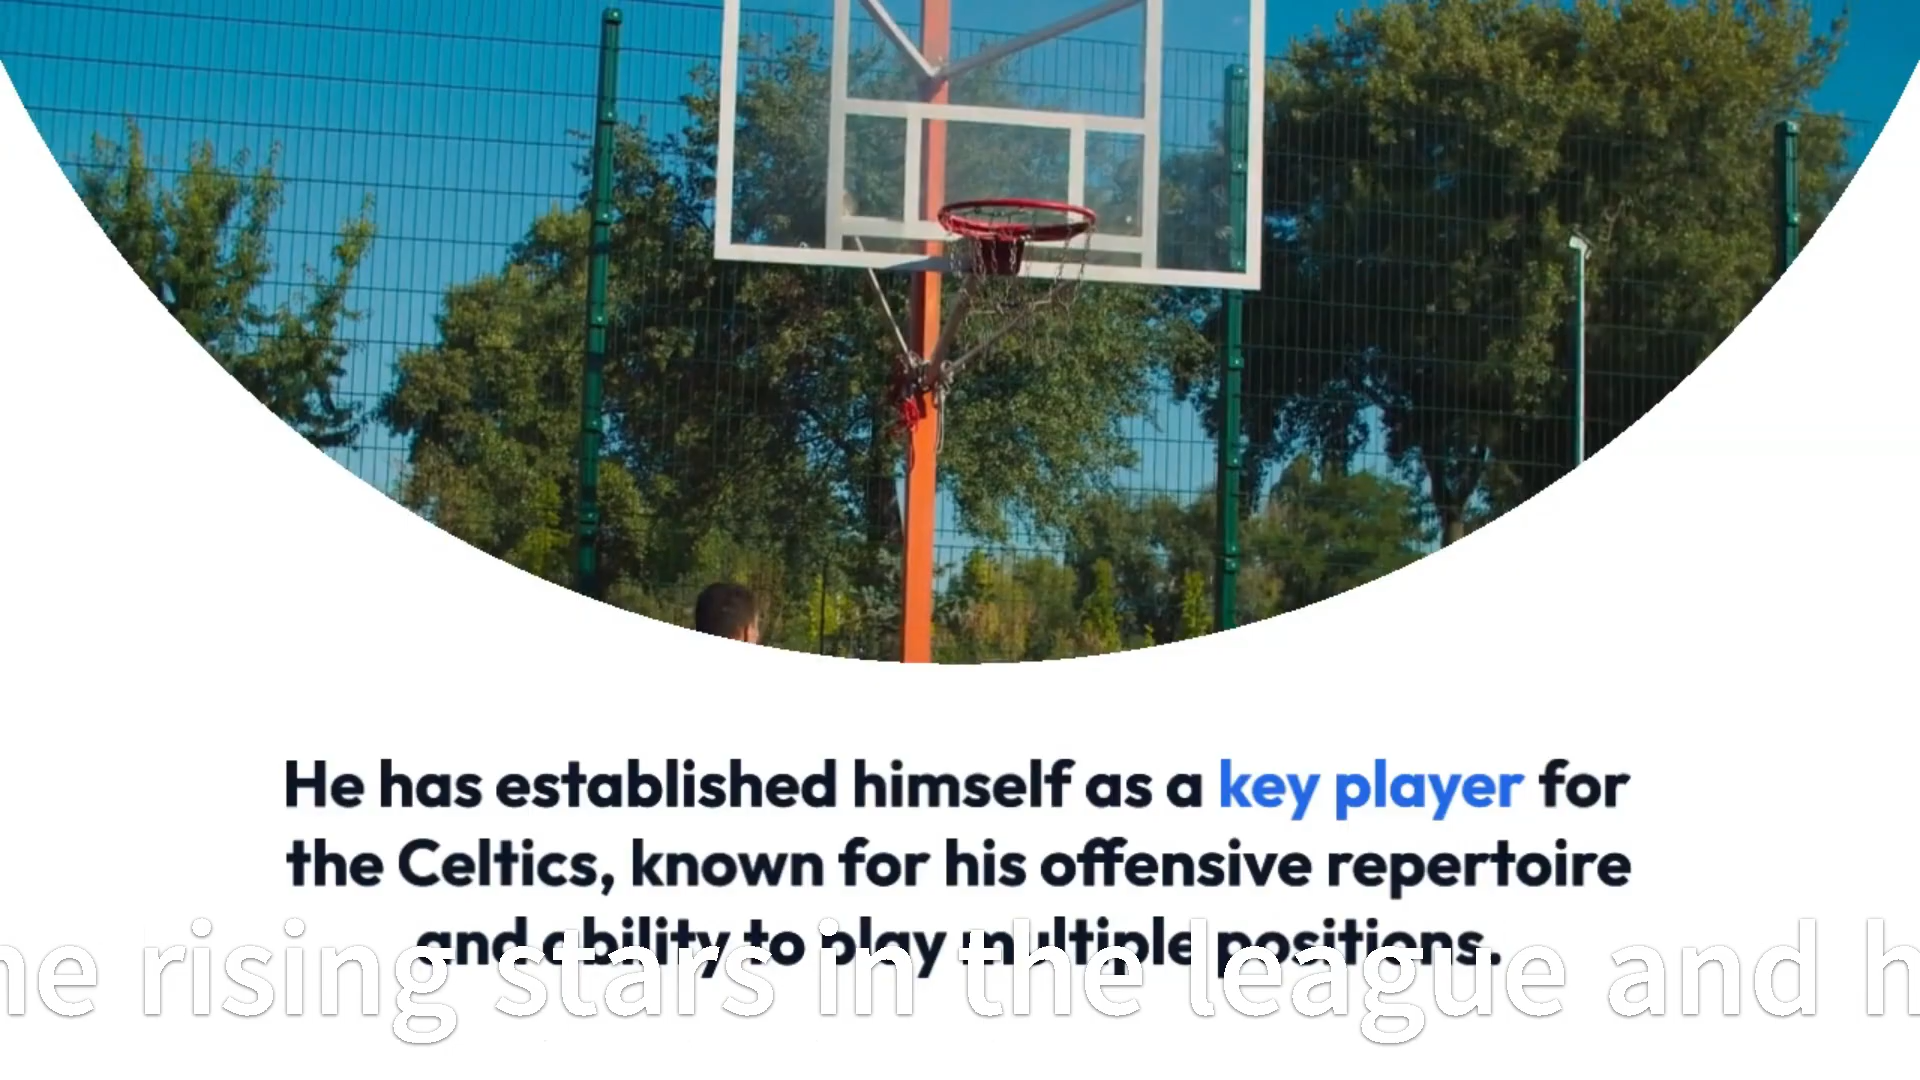 He has established himself as a key player for
the Celtics, known for his offensive repertoire
and ability to play multiple positions.
rising stars in the league and